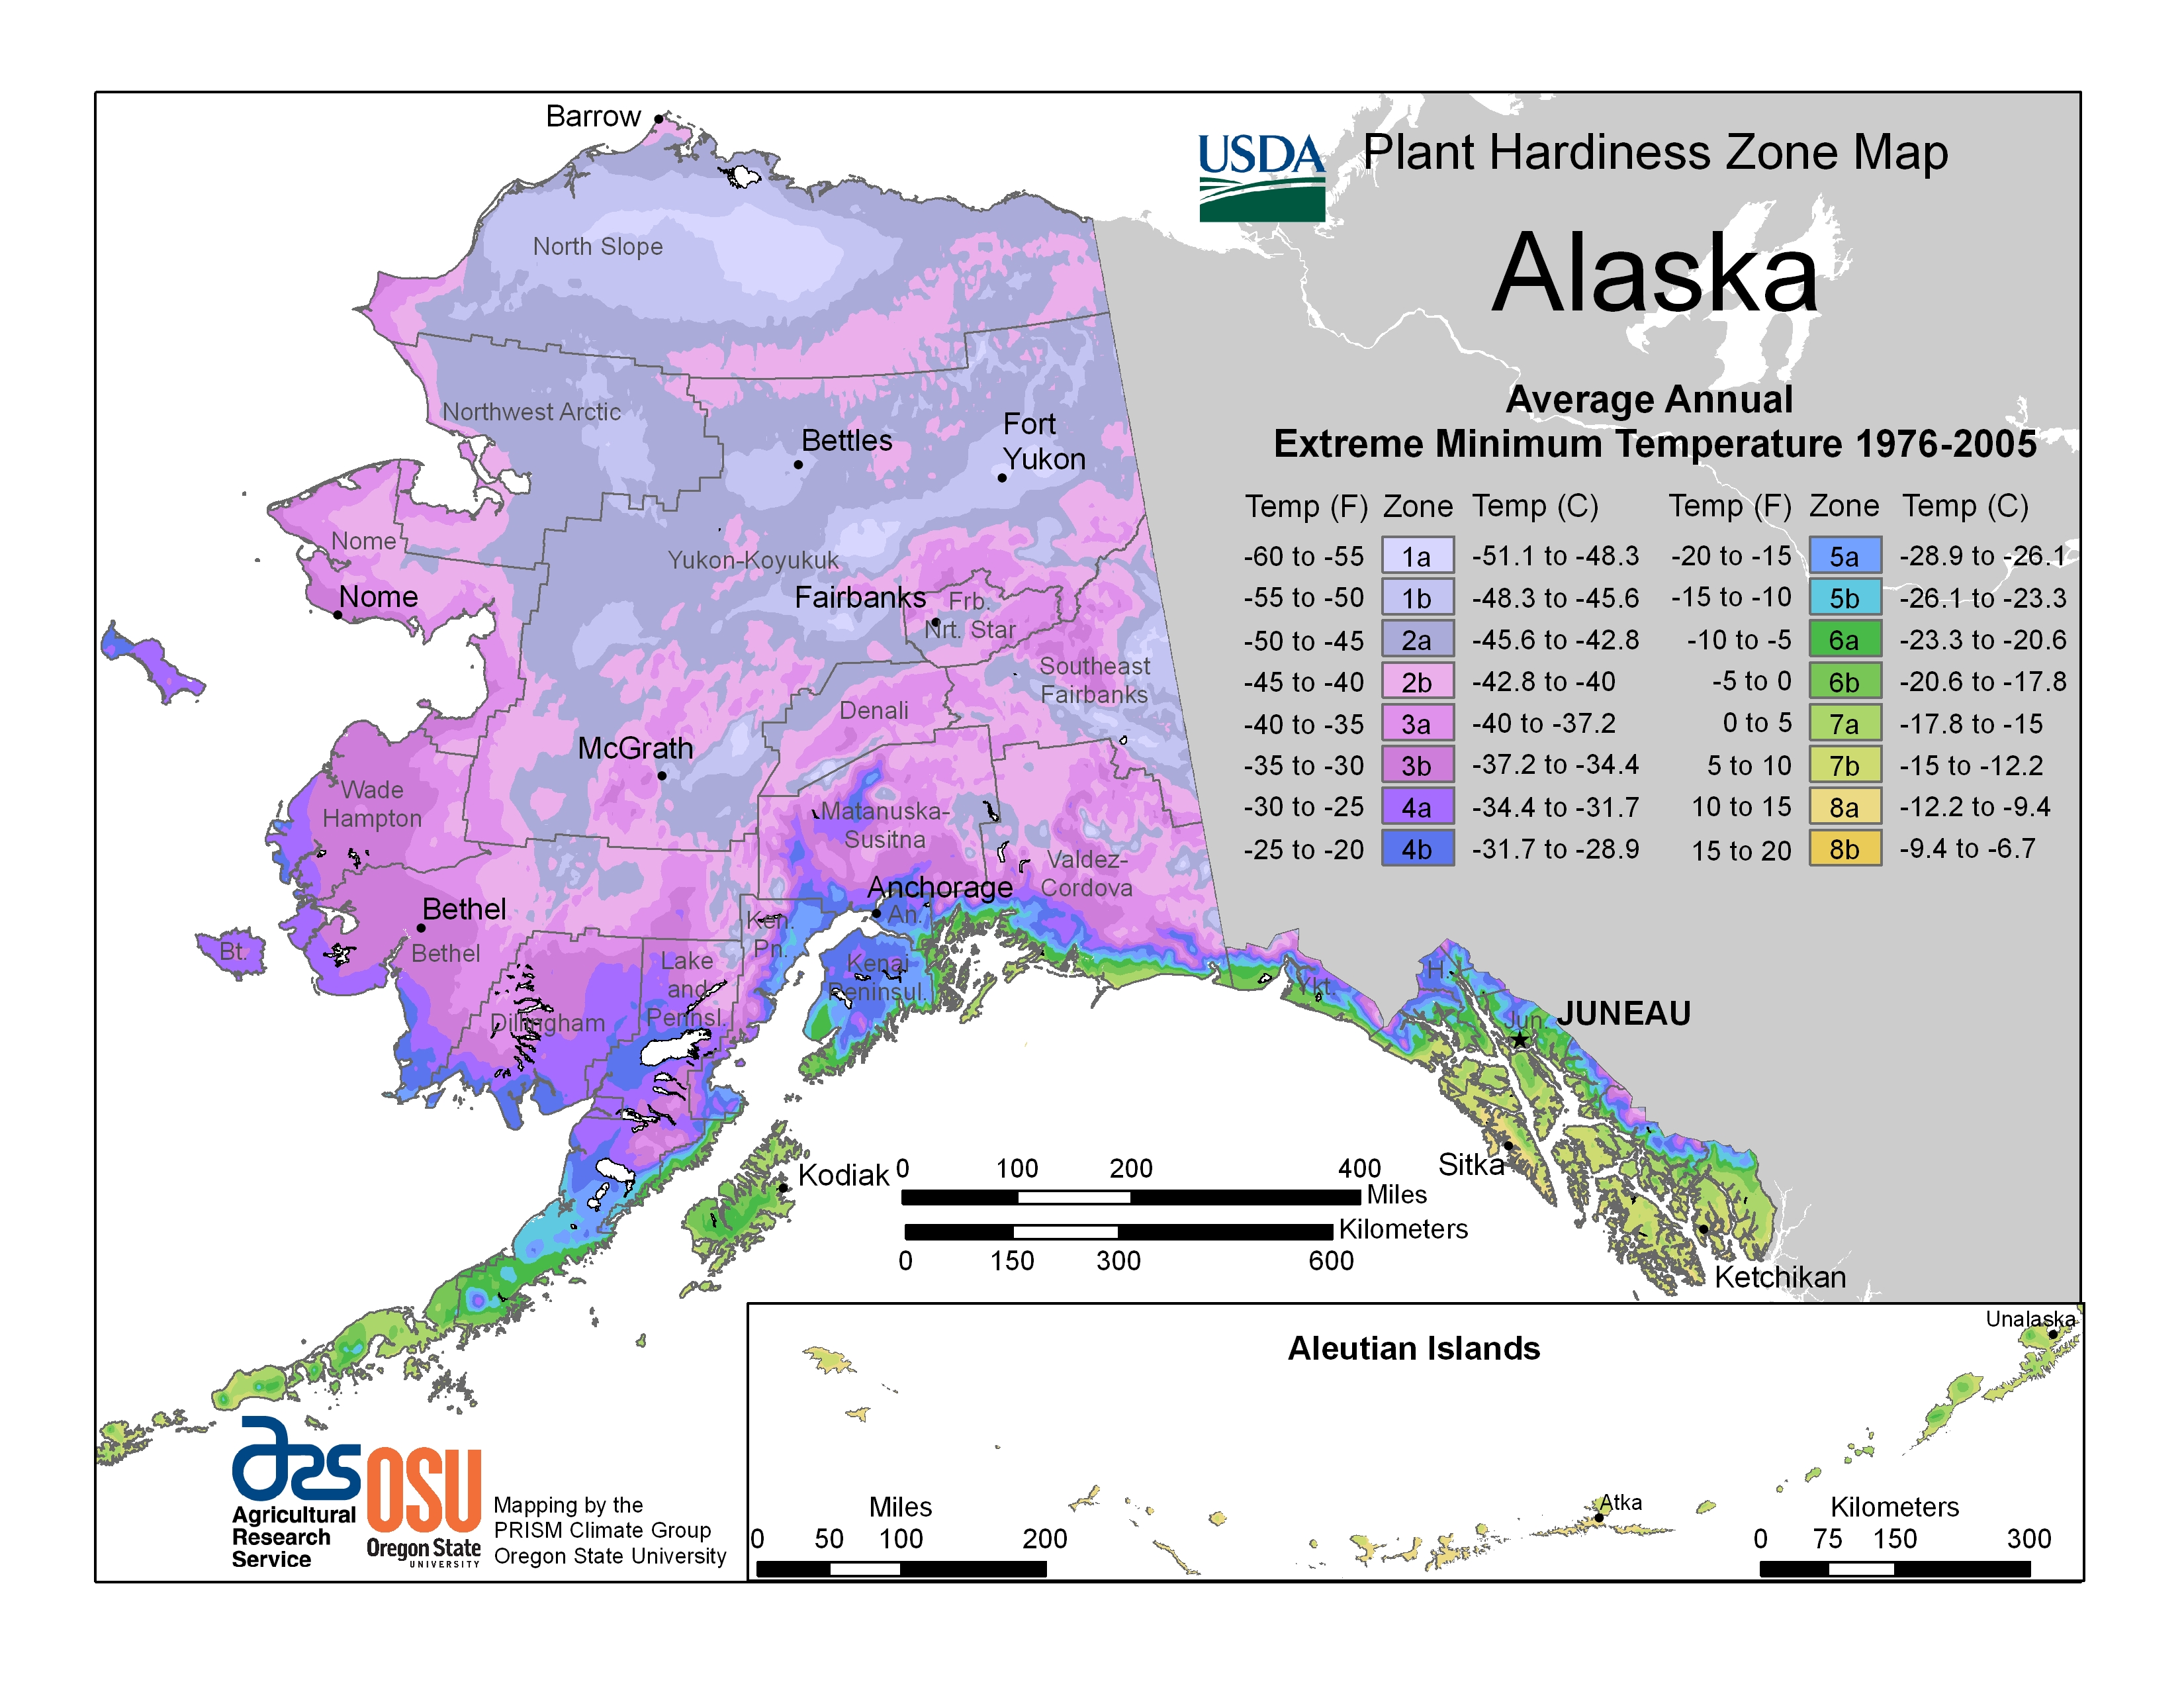 USDA
Plant Hardiness Zone Map
Alaska
Average Annual
Extreme Minimum Temperature 1976-2005
Temp (F) Zone Temp (C) Temp (F) Zone Temp (C)
-60 to -55 1a -51.1 to -48.3 -20 to -15 5a -28.9 to -26.1
-55 to -50 1b -48.3 to -45.6 -15 to -10 5b -26.1 to -23.3
-50 to -45 2a -45.6 to -42.8 -10 to -5 6a -23.3 to -20.6
-45 to -40 2b -42.8 to -40 -5 to 0 6b -20.6 to -17.8
-40 to -35 3a -40 to -37.2 0 to 5 7a -17.8 to -15
-35 to -30 3b -37.2 to -34.4 5 to 10 7b -15 to -12.2
-30 to -25 4a -34.4 to -31.7 10 to 15 8a -12.2 to -9.4
-25 to -20 4b -31.7 to -28.9 15 to 20 8b -9.4 to -6.7
Barrow
North Slope
Northwest Arctic
Bettles
Fort
Yukon
Nome
Yukon-Koyukuk
Nome
Fairbanks
Frb.
Nrt. Star
Southeast
Fairbanks
Denali
McGrath
Wade
Hampton
Matanuska-
Susitna
Valdez-
Cordova
Anchorage
An.
Bethel
Bethel
Bt.
Ken.
Pn.
Kenai
Peninsul.
Lake
and
Pennsl.
Dillingham
Ykt.
H.
Jun.
JUNEAU
Sitka
Ketchikan
Kodiak
0 100 200 400
Miles
Kilometers
0 150 300 600
Aleutian Islands
Unalaska
Atka
Miles
0 50 100 200
Kilometers
0 75 150 300
ars
Agricultural
Research
Service
OSU
Oregon State
UNIVERSITY
Mapping by the
PRISM Climate Group
Oregon State University